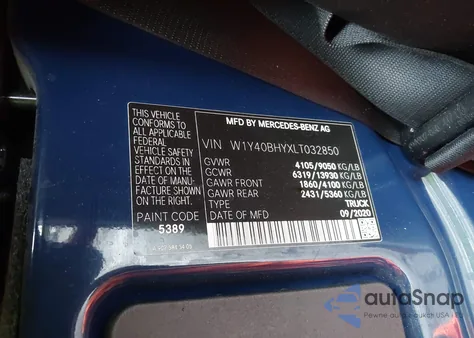 MFD BY MERCEDES-BENZ AG
THIS VEHICLE
CONFORMS TO
ALL APPLICABLE
FEDERAL MOTOR
VEHICLE SAFETY
STANDARDS IN
EFFECT ON THE
DATE OF
MANUFACTURE
SHOWN ON
THE RIGHT.
PAINT CODE
5389
VIN W1Y40BHYXLT032850
GVWR 4105/9050 KG/LB
GCWR 6319/13930 KG/LB
GAWR FRONT 1860/4100 KG/LB
GAWR REAR 2431/5360 KG/LB
TYPE: TRUCK
DATE OF MFD. 09/2020
autoSnap